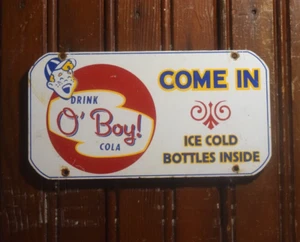 DRINK
O' Boy!
COLA
COME IN
ICE COLD
BOTTLES INSIDE